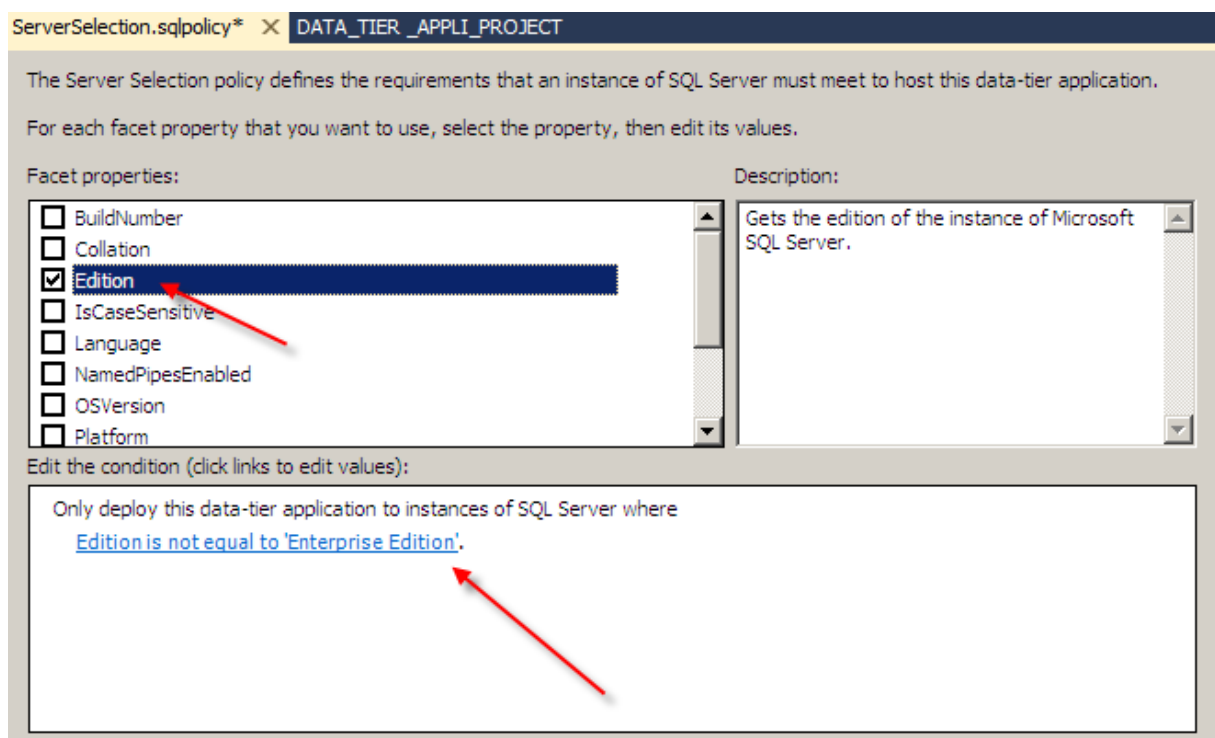 ServerSelection.sqlpolicy* X DATA_TIER _APPLI_PROJECT
The Server Selection policy defines the requirements that an instance of SQL Server must meet to host this data-tier application.
For each facet property that you want to use, select the property, then edit its values.
Facet properties:
Description:
BuildNumber
Collation
Edition
IsCaseSensitive
Language
NamedPipesEnabled
OSVersion
Platform
Gets the edition of the instance of Microsoft
SQL Server.
Edit the condition (click links to edit values):
Only deploy this data-tier application to instances of SQL Server where
Edition is not equal to 'Enterprise Edition'.